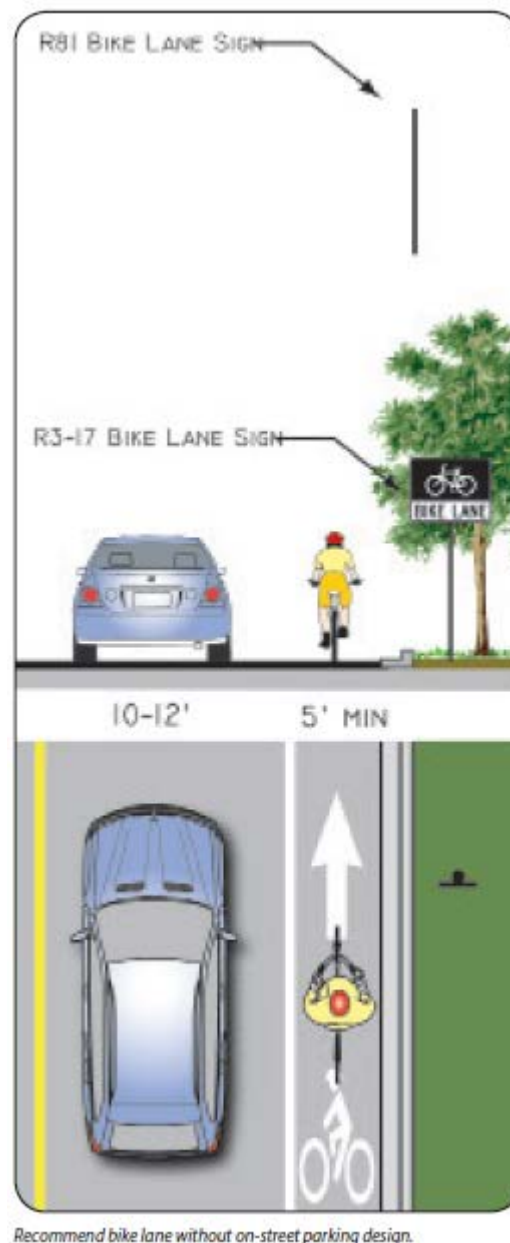 R81 BIKE LANE SIGN
R3-17 BIKE LANE SIGN
BIKE LANE
10-12' 5' MIN
Recommend bike lane without on-street parking design.